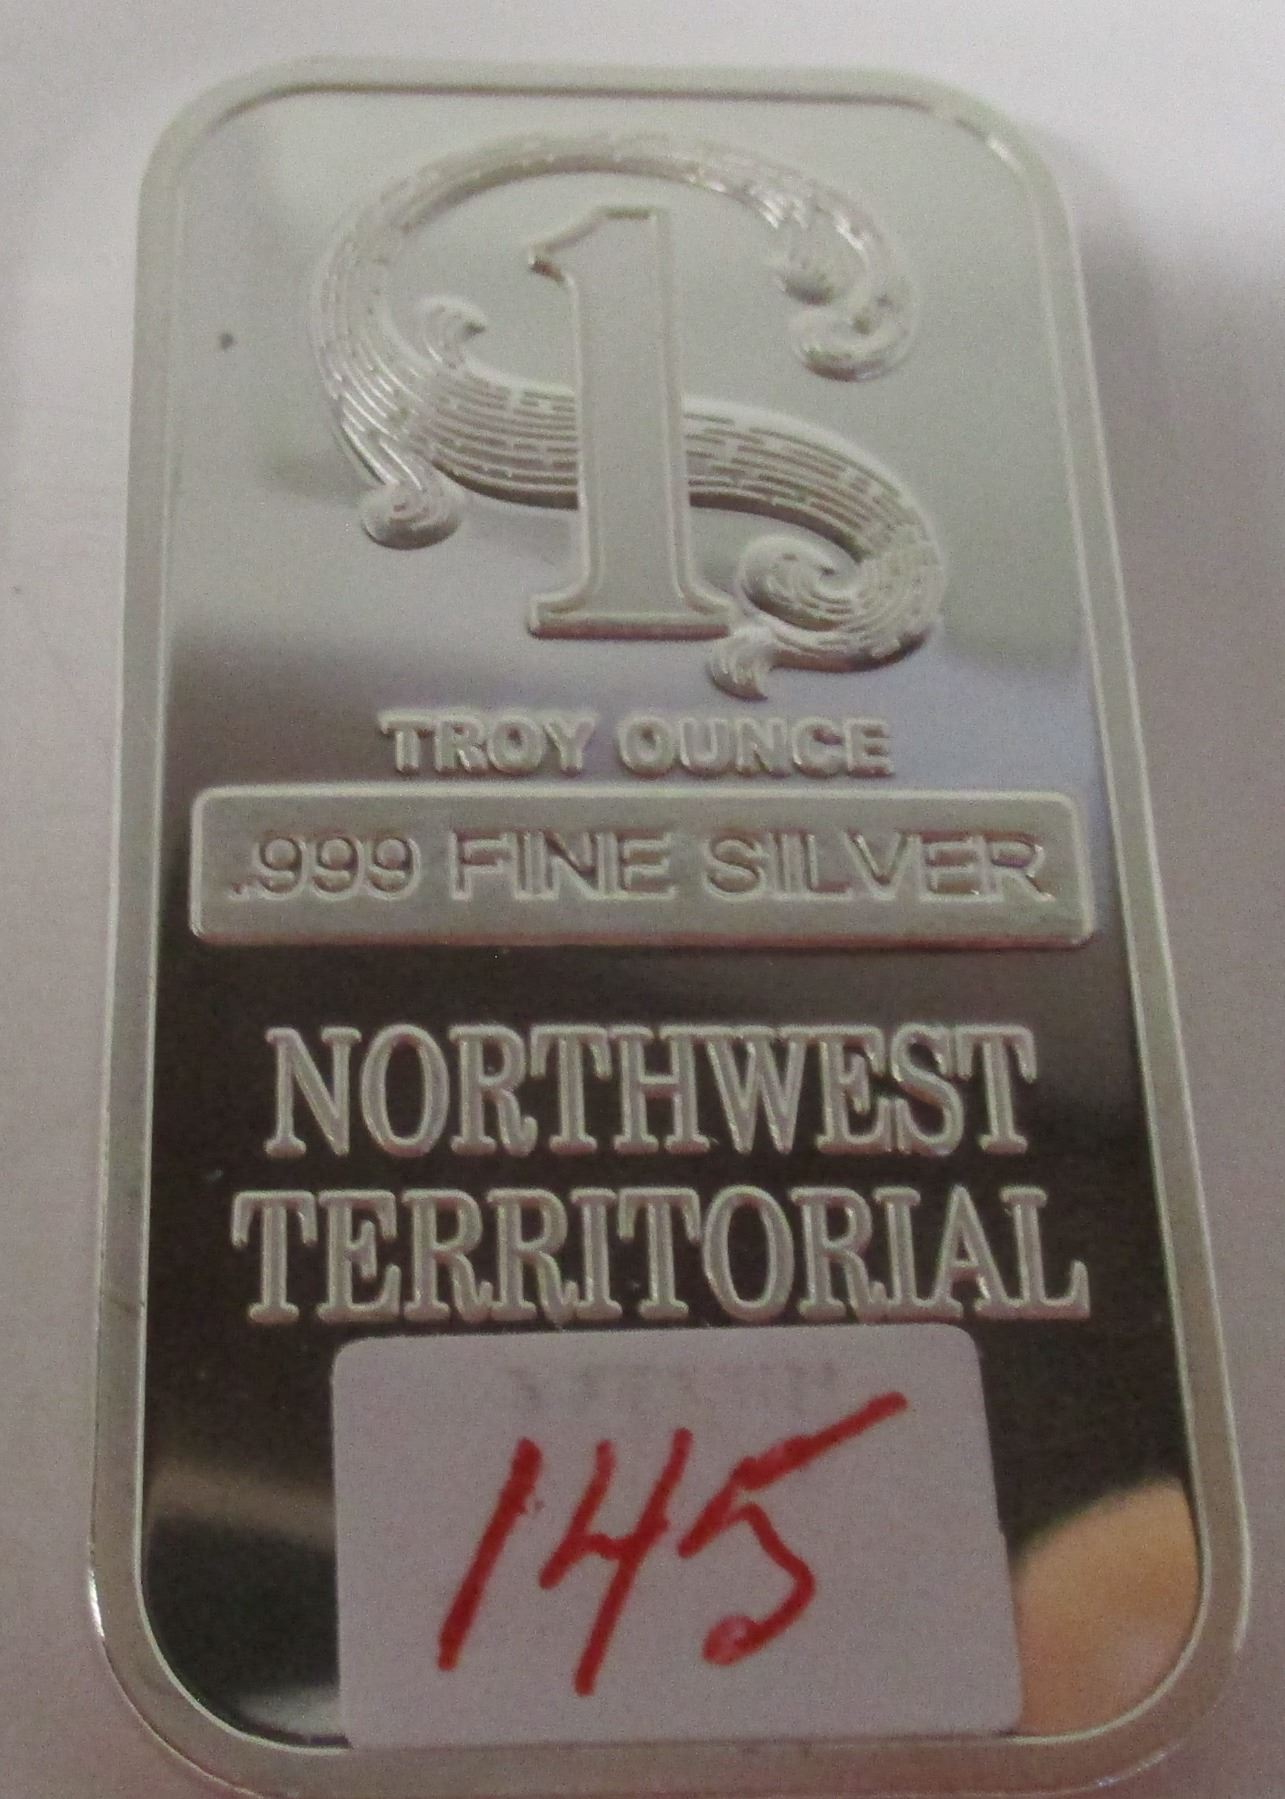 1
TROY OUNCE
.999 FINE SILVER
NORTHWEST
TERRITORIAL
145